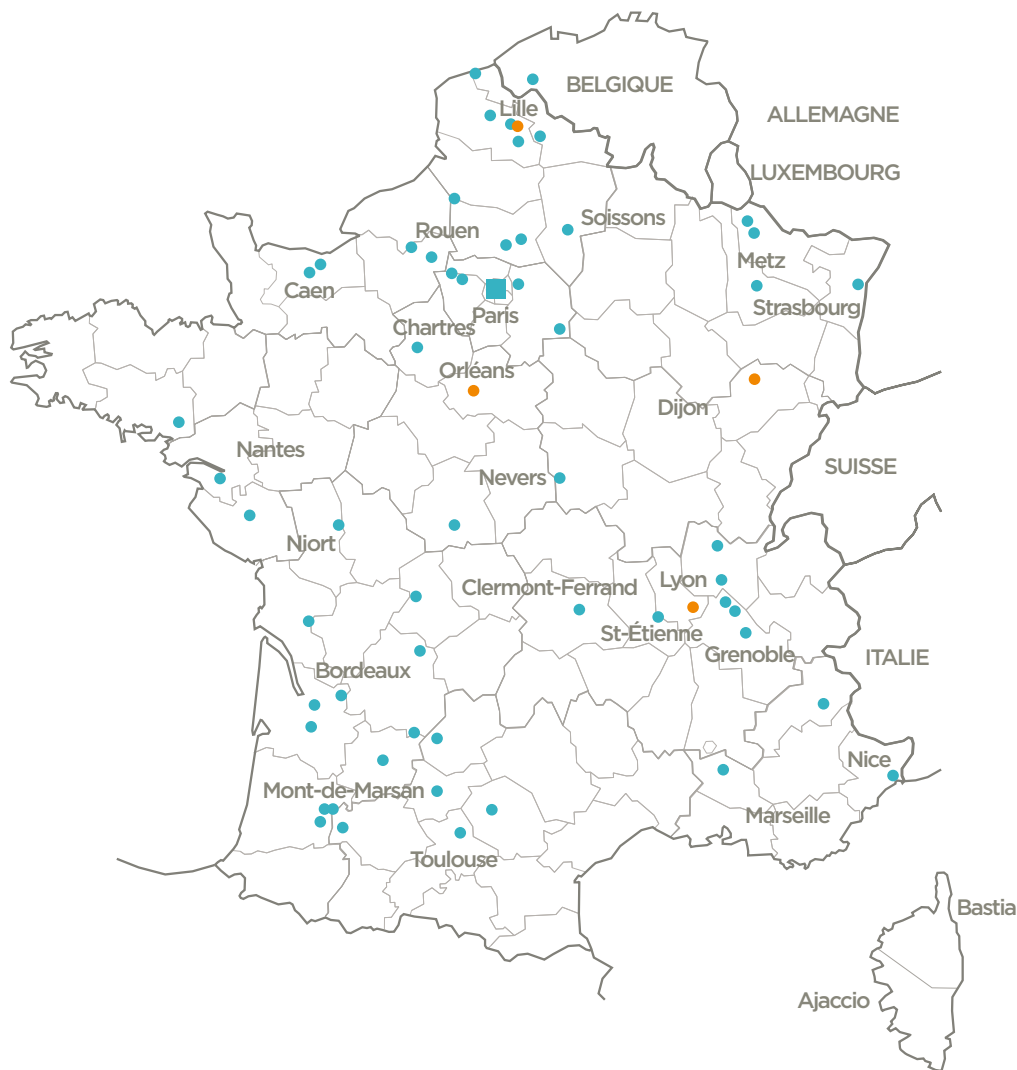 BELGIQUE
Lille
ALLEMAGNE
LUXEMBOURG
Soissons
Rouen
Metz
Caen
Strasbourg
Paris
Chartres
Orléans
Dijon
Nantes
SUISSE
Nevers
Niort
Lyon
Clermont-Ferrand
St-Étienne
Grenoble
ITALIE
Bordeaux
Nice
Mont-de-Marsan
Marseille
Toulouse
Bastia
Ajaccio